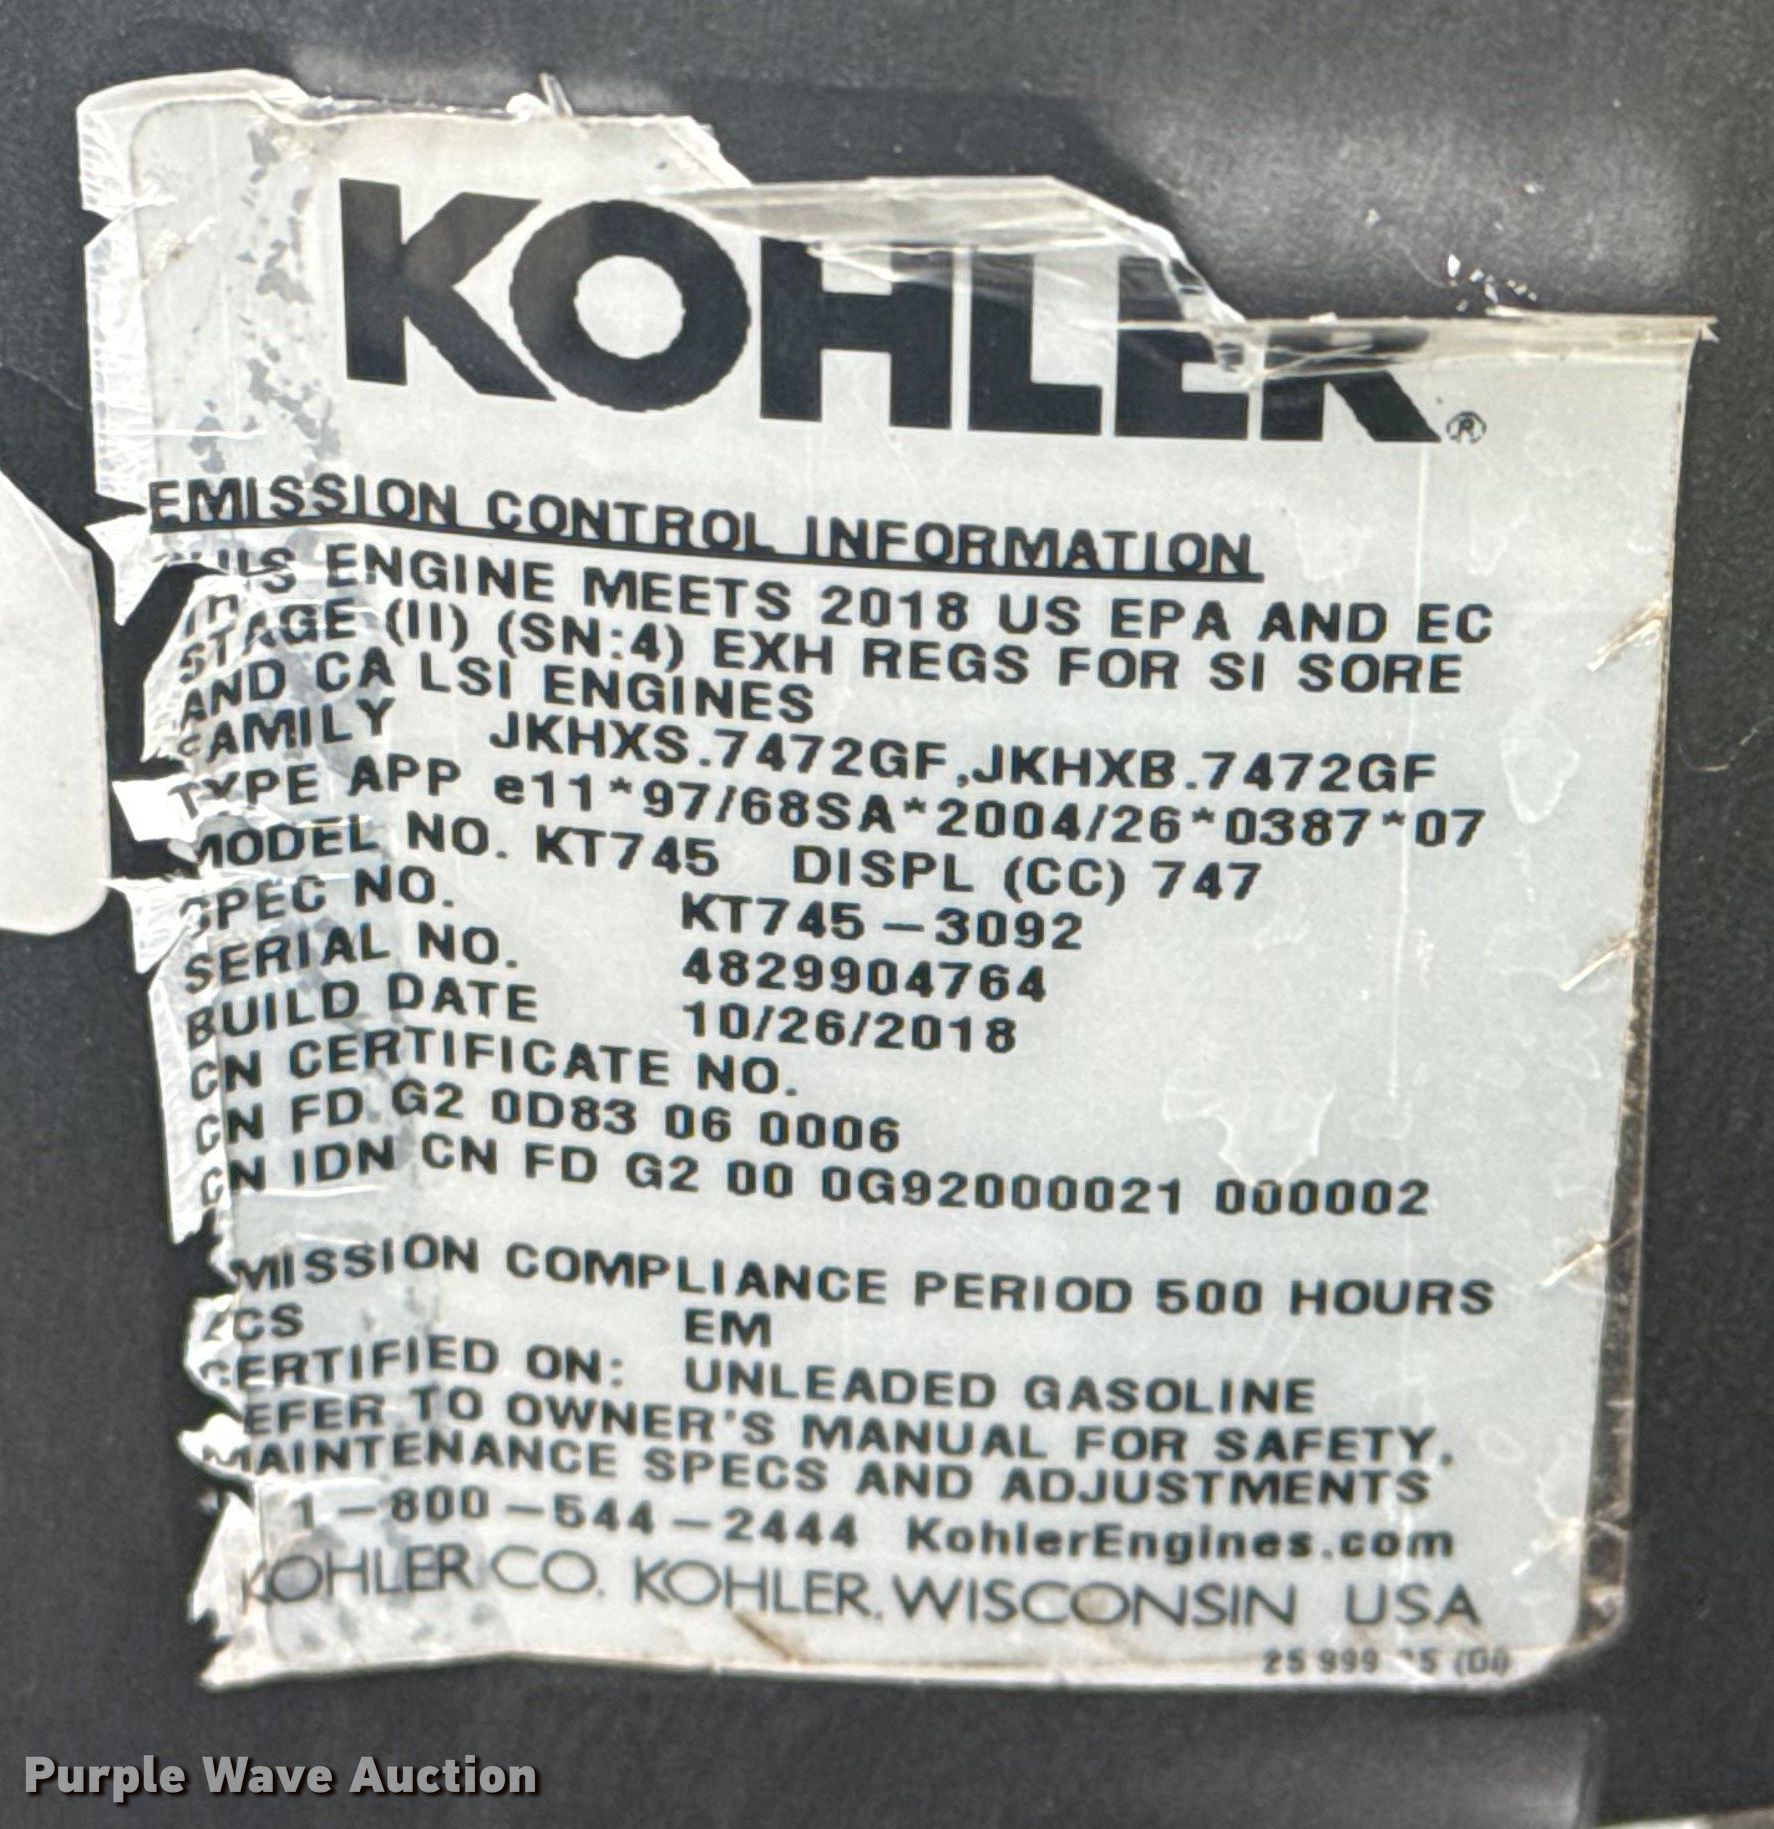 KOHLER®
EMISSION CONTROL INFORMATION
THIS ENGINE MEETS 2018 US EPA AND EC
STAGE (II) (SN:4) EXH REGS FOR SI SORE
AND CA LSI ENGINES
FAMILY JKHXS.7472GF,JKHXB.7472GF
TYPE APP e11*97/68SA*2004/26*0387*07
MODEL NO. KT745 DISPL (CC) 747
SPEC NO. KT745-3092
SERIAL NO. 4829904764
BUILD DATE 10/26/2018
CN CERTIFICATE NO.
CN FD G2 0D83 06 0006
CN IDN CN FD G2 00 0G92000021 000002
MISSION COMPLIANCE PERIOD 500 HOURS
ECS EM
CERTIFIED ON: UNLEADED GASOLINE
EFER TO OWNER'S MANUAL FOR SAFETY,
MAINTENANCE SPECS AND ADJUSTMENTS
1-800-544-2444 KohlerEngines.com
KOHLER CO. KOHLER, WISCONSIN USA
25 999
Purple Wave Auction